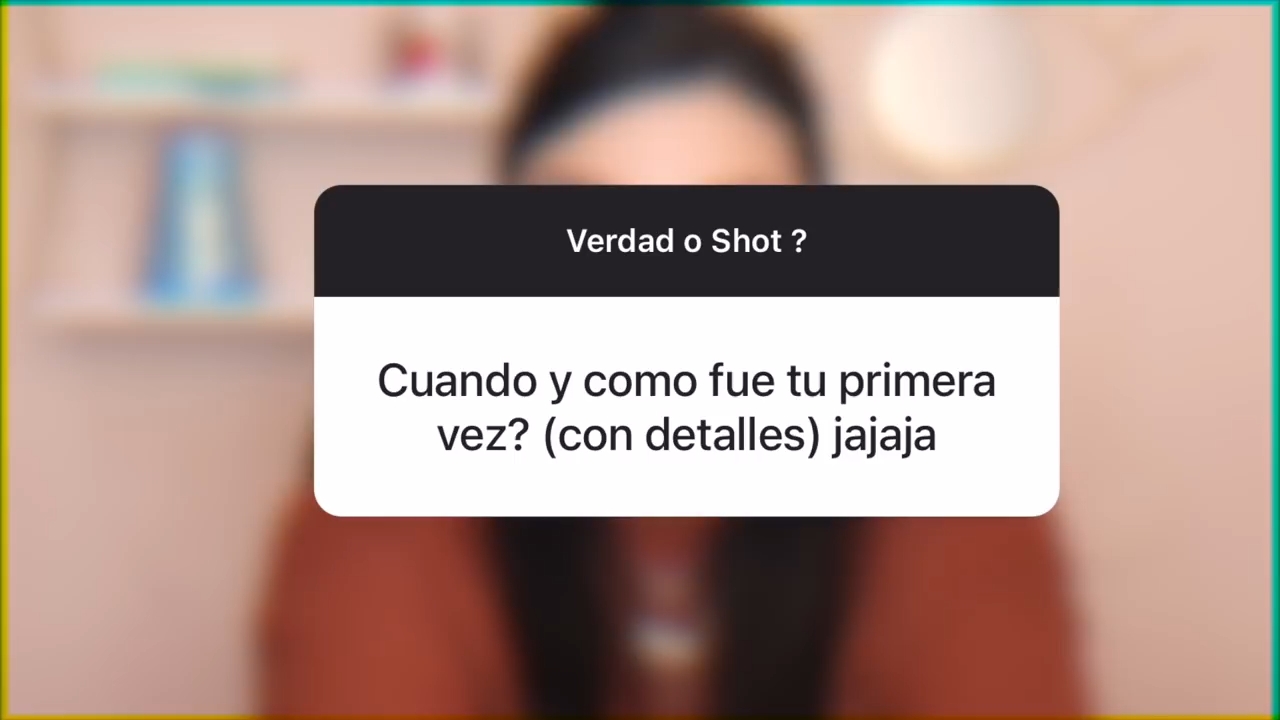 Verdad o Shot ?
Cuando y como fue tu primera
vez? (con detalles) jajaja